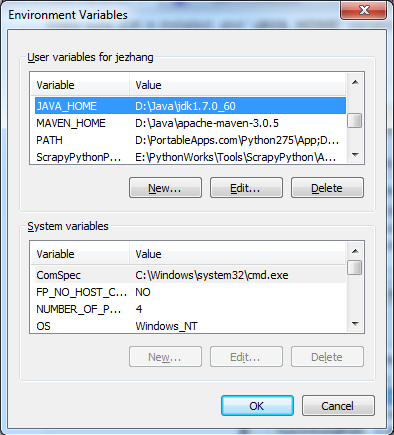 Environment Variables
User variables for jezhang
Variable Value
JAVA_HOME D:\Java\jdk1.7.0_60
MAVEN_HOME D:\Java\apache-maven-3.0.5
PATH D:\PortableApps.com\Python275\App;D...
ScrapyPythonP... E:\PythonWorks\Tools\ScrapyPython\A...
New... Edit... Delete
System variables
Variable Value
ComSpec C:\Windows\system32\cmd.exe
FP_NO_HOST_C... NO
NUMBER_OF_P... 4
OS Windows_NT
New... Edit... Delete
OK Cancel